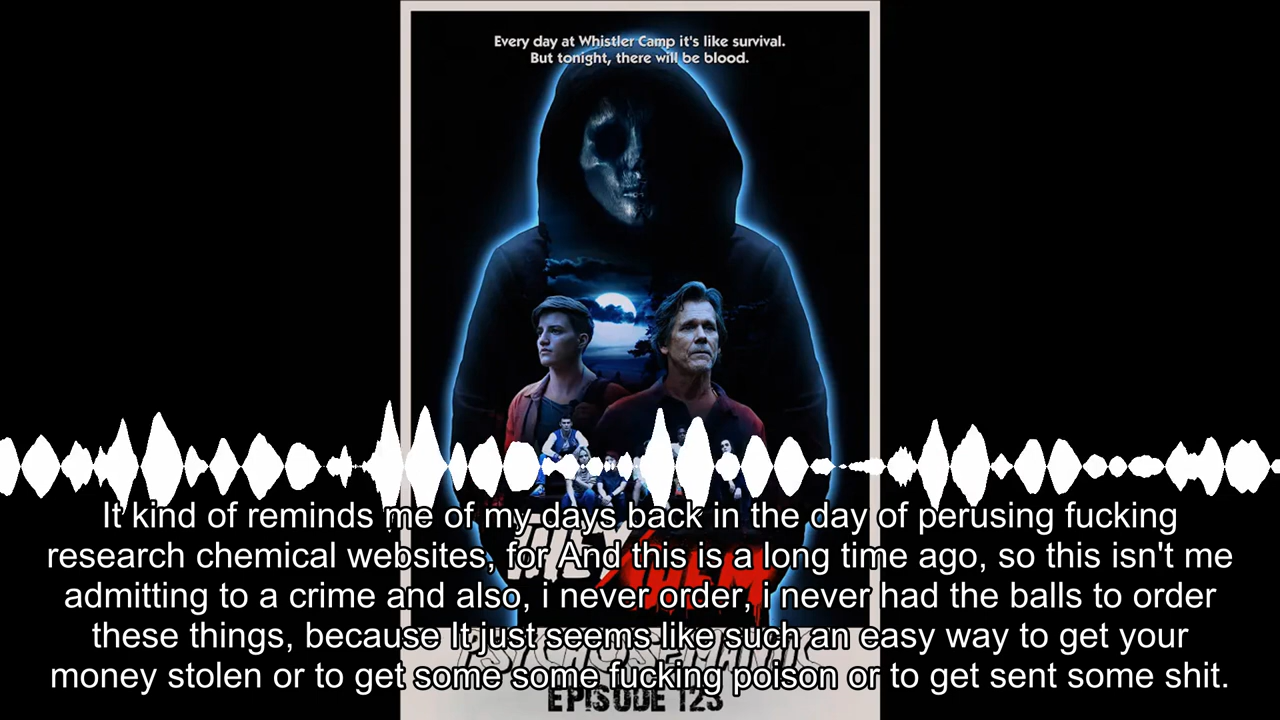 Every day at Whistler Camp it's like survival.
But tonight, there will be blood.
It kind of reminds me of my days back in the day of perusing fucking
research chemical websites, for And this is a long time ago, so this isn't me
admitting to a crime and also, i never order, i never had the balls to order
these things, because It just seems like such an easy way to get your
money stolen or to get some some fucking poison or to get sent some shit.
EPISODE 123